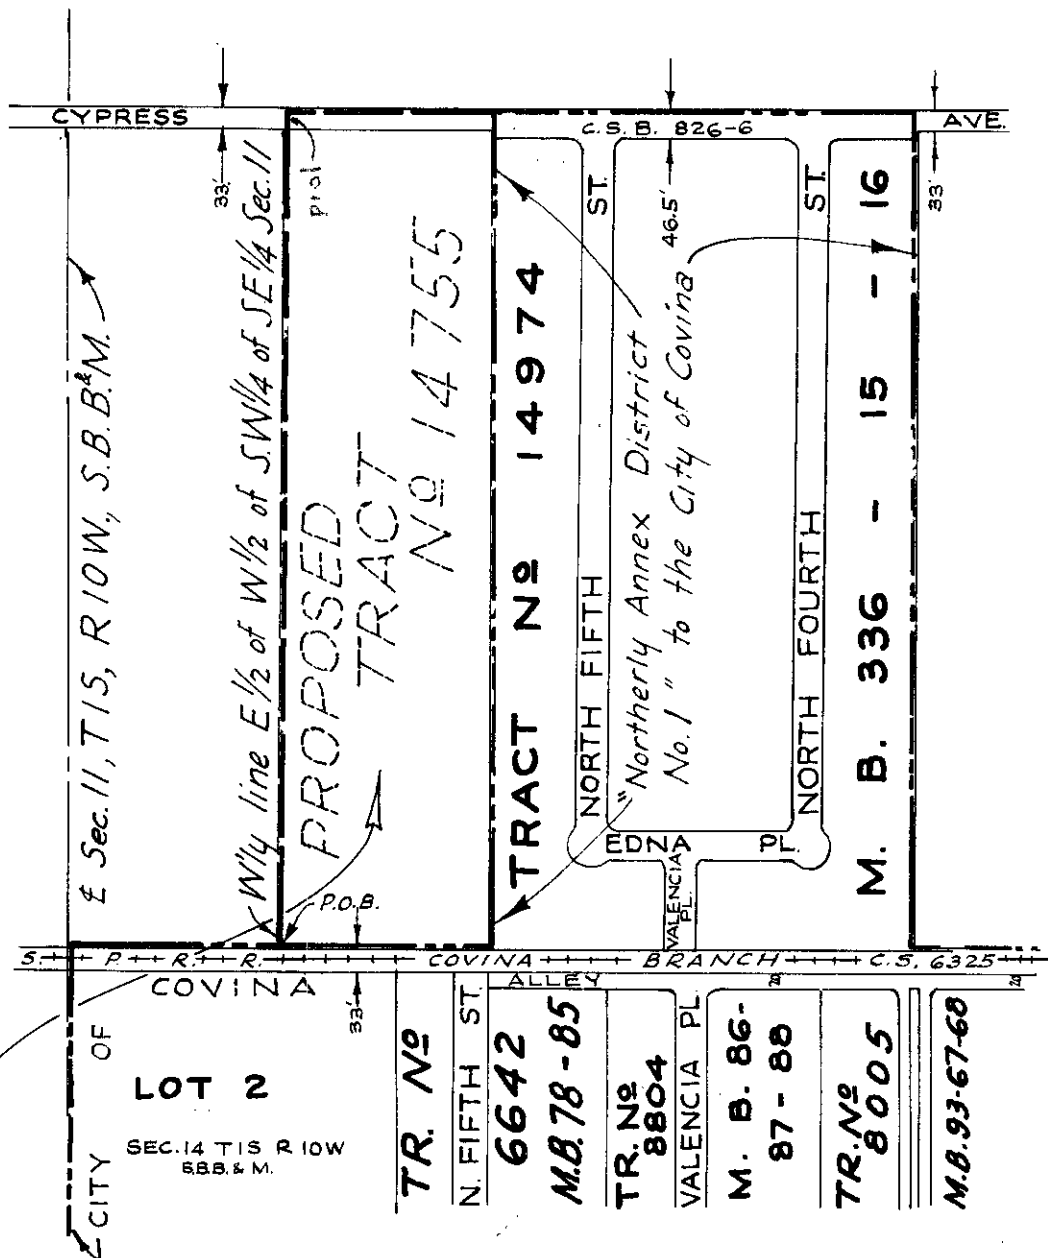 CYPRESS
AVE.
C.S.B. 826-6
33'
46.5'
33'
℄ Sec. 11, T1S, R10W., S.B.B.&M.
W'ly line E½ of W½ of S.W¼ of SE¼ Sec. 11
PROPOSED
TRACT
Nº 14755
TRACT Nº 14974
NORTH FIFTH ST.
"Northerly Annex District
No. 1" to the City of Covina
NORTH FOURTH ST.
M. B. 336 - 15 - 16
EDNA PL.
VALENCIA
PL.
P.O.B.
S. P. R. R. COVINA BRANCH C.S. 6325
COVINA
ALLEY
20
20
33'
CITY OF
LOT 2
SEC. 14 T1S R10W
S.B.B. & M.
TR. Nº
N. FIFTH ST.
6642
M.B. 78-85
TR. Nº
8804
VALENCIA PL.
M. B. 86-
87-88
TR. Nº
8005
M.B. 93-67-68